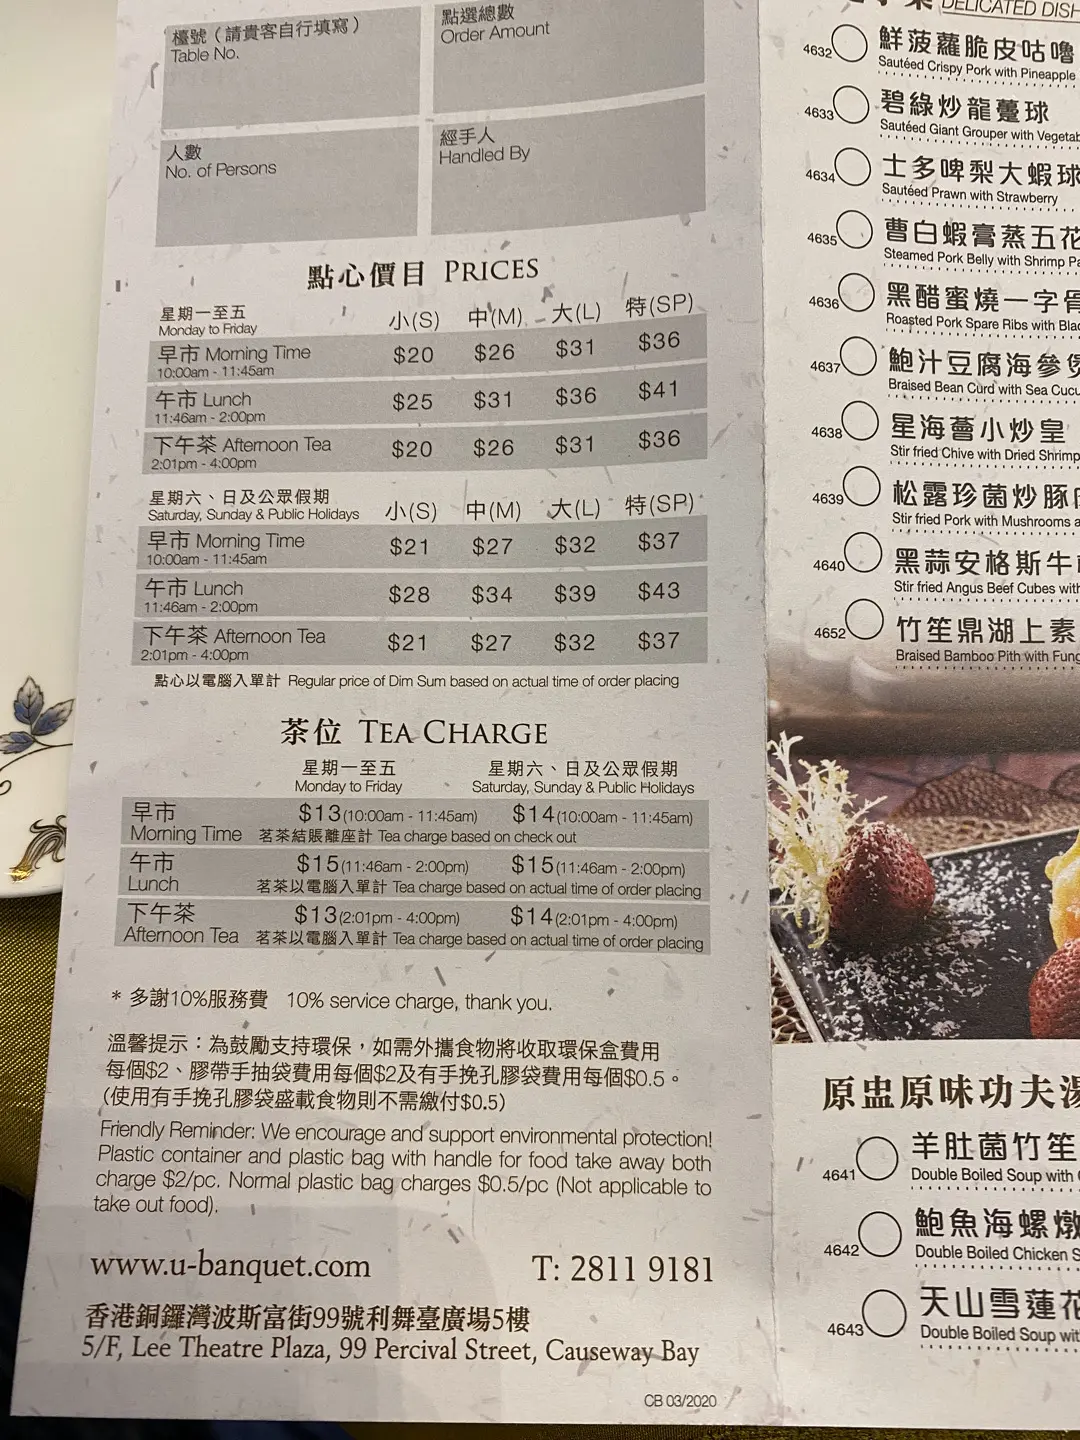 檯號（請貴客自行填寫）
Table No.
點選總數
Order Amount
人數
No. of Persons
經手人
Handled By
點心價目 PRICES
星期一至五
Monday to Friday
小(S) 中(M) 大(L) 特(SP)
早市 Morning Time
10:00am - 11:45am
$20 $26 $31 $36
午市 Lunch
11:46am - 2:00pm
$25 $31 $36 $41
下午茶 Afternoon Tea
2:01pm - 4:00pm
$20 $26 $31 $36
星期六、日及公眾假期
Saturday, Sunday & Public Holidays
小(S) 中(M) 大(L) 特(SP)
早市 Morning Time
10:00am - 11:45am
$21 $27 $32 $37
午市 Lunch
11:46am - 2:00pm
$28 $34 $39 $43
下午茶 Afternoon Tea
2:01pm - 4:00pm
$21 $27 $32 $37
點心以電腦入單計 Regular price of Dim Sum based on actual time of order placing
茶位 TEA CHARGE
星期一至五 星期六、日及公眾假期
Monday to Friday Saturday, Sunday & Public Holidays
早市 $13(10:00am - 11:45am) $14(10:00am - 11:45am)
Morning Time 茗茶結賬離座計 Tea charge based on check out
午市 $15(11:46am - 2:00pm) $15(11:46am - 2:00pm)
Lunch 茗茶以電腦入單計 Tea charge based on actual time of order placing
下午茶 $13(2:01pm - 4:00pm) $14(2:01pm - 4:00pm)
Afternoon Tea 茗茶以電腦入單計 Tea charge based on actual time of order placing
* 多謝10%服務費 10% service charge, thank you.
溫馨提示：為鼓勵支持環保，如需外攜食物將收取環保盒費用
每個$2、膠帶手抽袋費用每個$2及有手挽孔膠袋費用每個$0.5。
(使用有手挽孔膠袋盛載食物則不需繳付$0.5)
Friendly Reminder: We encourage and support environmental protection!
Plastic container and plastic bag with handle for food take away both
charge $2/pc. Normal plastic bag charges $0.5/pc (Not applicable to
take out food).
www.u-banquet.com T: 2811 9181
香港銅鑼灣波斯富街99號利舞臺廣場5樓
5/F, Lee Theatre Plaza, 99 Percival Street, Causeway Bay
CB 03/2020
DELICATED DISH
4632 鮮菠蘿脆皮咕嚕
Sautéed Crispy Pork with Pineapple
4633 碧綠炒龍躉球
Sautéed Giant Grouper with Vegetab
4634 士多啤梨大蝦球
Sautéed Prawn with Strawberry
4635 曹白蝦膏蒸五花
Steamed Pork Belly with Shrimp Pa
4636 黑醋蜜燒一字骨
Roasted Pork Spare Ribs with Blac
4637 鮑汁豆腐海參煲
Braised Bean Curd with Sea Cucu
4638 星海薈小炒皇
Stir fried Chive with Dried Shrimp
4639 松露珍菌炒豚
Stir fried Pork with Mushrooms a
4640 黑蒜安格斯牛
Stir fried Angus Beef Cubes with
4652 竹笙鼎湖上素
Braised Bamboo Pith with Fung
原盅原味功夫湯
4641 羊肚菌竹笙
Double Boiled Soup with
4642 鮑魚海螺燉
Double Boiled Chicken S
4643 天山雪蓮花
Double Boiled Soup wit